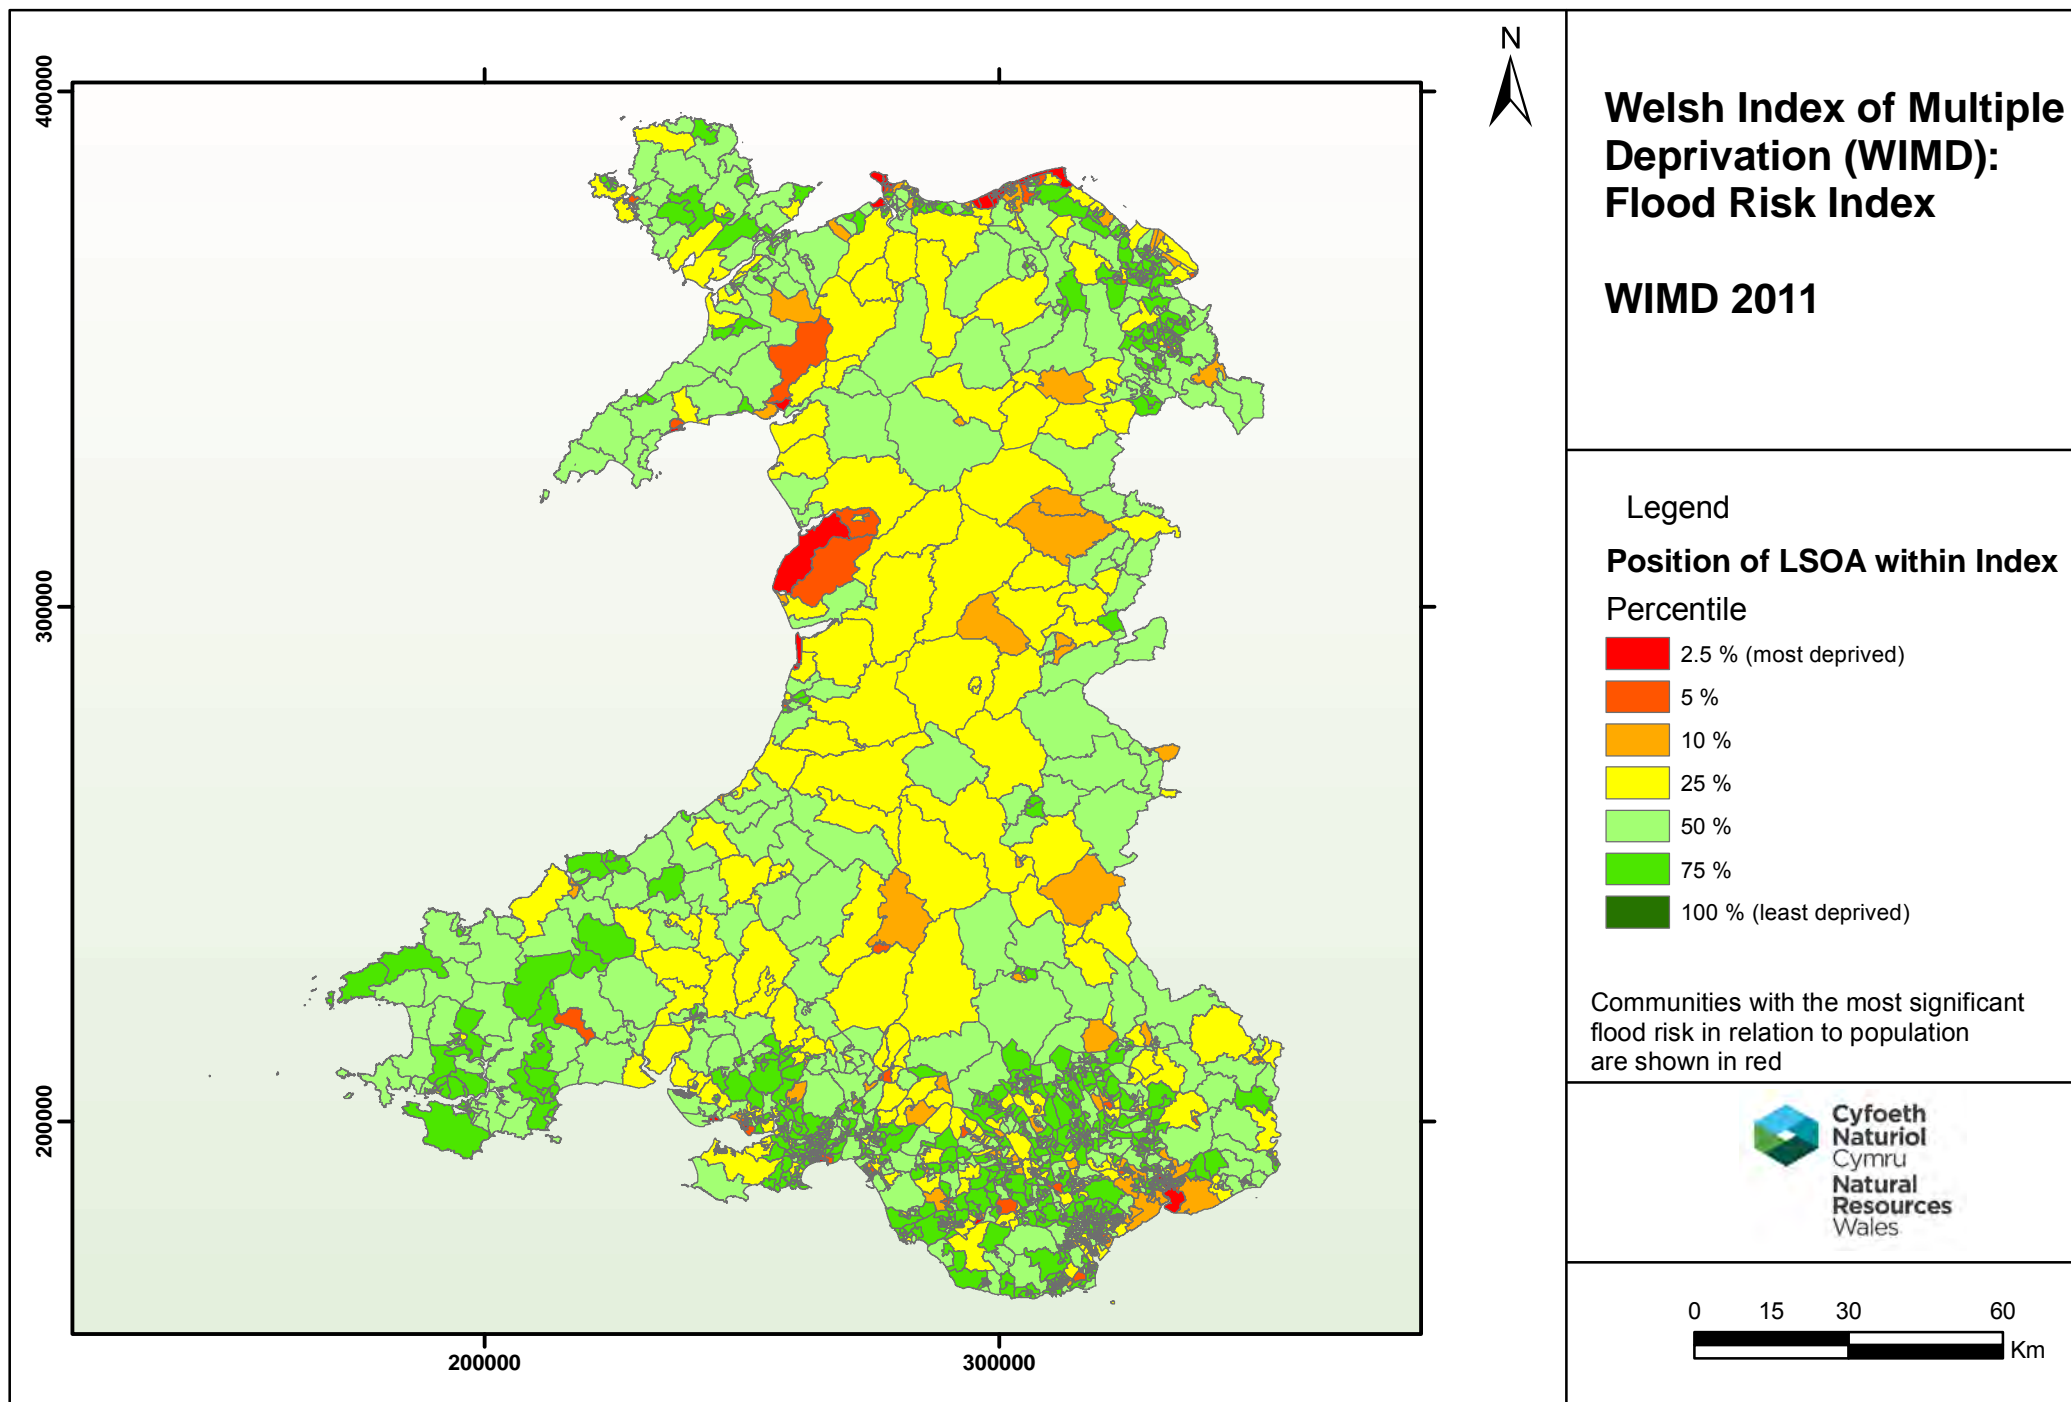 400000
300000
200000
200000
300000
N
Welsh Index of Multiple
Deprivation (WIMD):
Flood Risk Index
WIMD 2011
Legend
Position of LSOA within Index
Percentile
2.5 % (most deprived)
5 %
10 %
25 %
50 %
75 %
100 % (least deprived)
Communities with the most significant
flood risk in relation to population
are shown in red
Cyfoeth
Naturiol
Cymru
Natural
Resources
Wales
0 15 30 60
Km